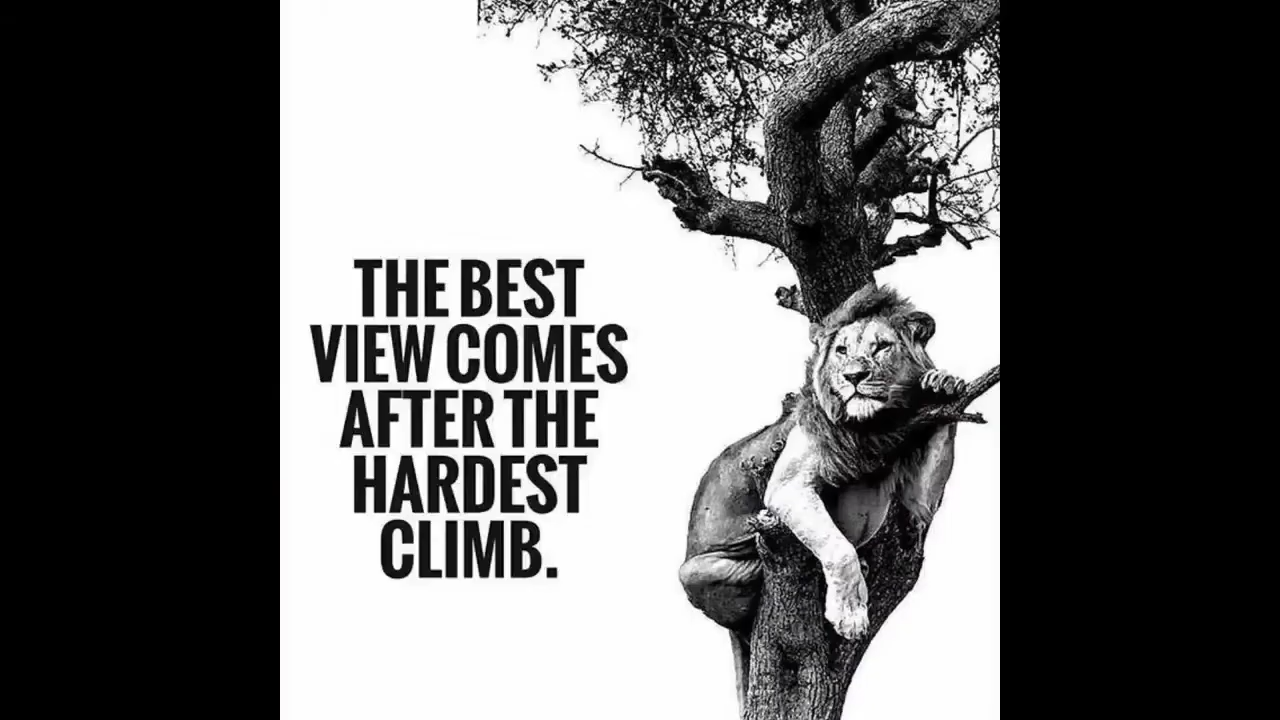 THE BEST
VIEW COMES
AFTER THE
HARDEST
CLIMB.